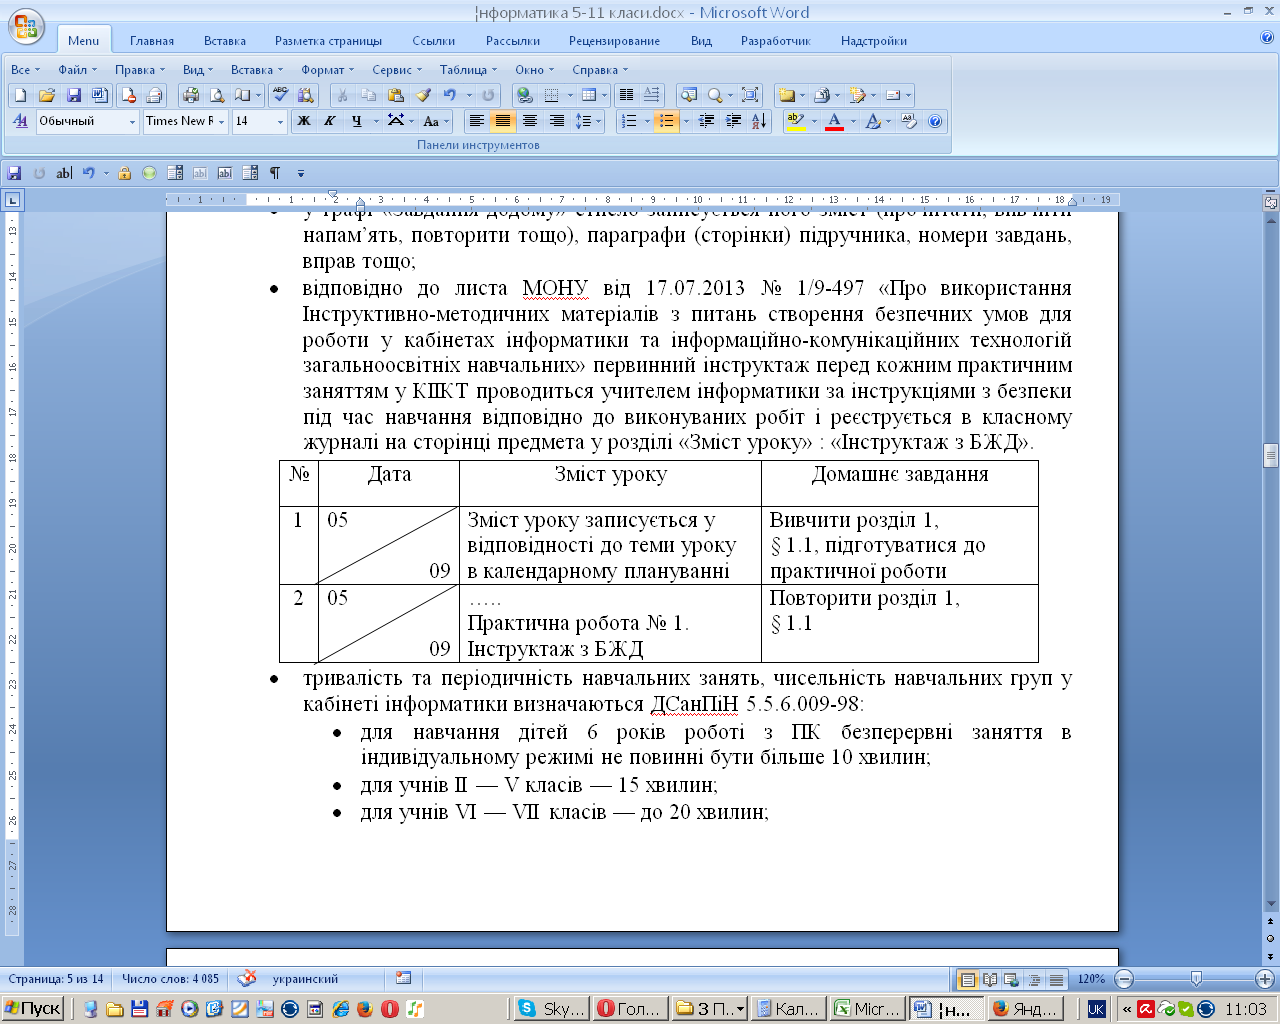 Інформатика 5-11 класи.docx - Microsoft Word
Menu Главная Вставка Разметка страницы Ссылки Рассылки Рецензирование Вид Разработчик Надстройки
Все Файл Правка Вид Вставка Формат Сервис Таблица Окно Справка
Обычный Times New R 14 Ж К Ч Aa
Панели инструментов
напам’ять, повторити тощо), параграфи (сторінки) підручника, номери завдань,
вправ тощо;
відповідно до листа МОНУ від 17.07.2013 № 1/9-497 «Про використання
Інструктивно-методичних матеріалів з питань створення безпечних умов для
роботи у кабінетах інформатики та інформаційно-комунікаційних технологій
загальноосвітніх навчальних» первинний інструктаж перед кожним практичним
заняттям у КІІКТ проводиться учителем інформатики за інструкціями з безпеки
під час навчання відповідно до виконуваних робіт і реєструється в класному
журналі на сторінці предмета у розділі «Зміст уроку» : «Інструктаж з БЖД».
№ Дата Зміст уроку Домашнє завдання
1 05 Зміст уроку записується у Вивчити розділ 1,
відповідності до теми уроку § 1.1, підготуватися до
09 в календарному плануванні практичної роботи
2 05 ….. Повторити розділ 1,
Практична робота № 1. § 1.1
09 Інструктаж з БЖД
тривалість та періодичність навчальних занять, чисельність навчальних груп у
кабінеті інформатики визначаються ДСанПіН 5.5.6.009-98:
для навчання дітей 6 років роботі з ПК безперервні заняття в
індивідуальному режимі не повинні бути більше 10 хвилин;
для учнів II — V класів — 15 хвилин;
для учнів VI — VII класів — до 20 хвилин;
Страница: 5 из 14 Число слов: 4 085 украинский 120%
Пуск Sky... Гол... З П... Кал... Micr... Янд... UK « 11:03